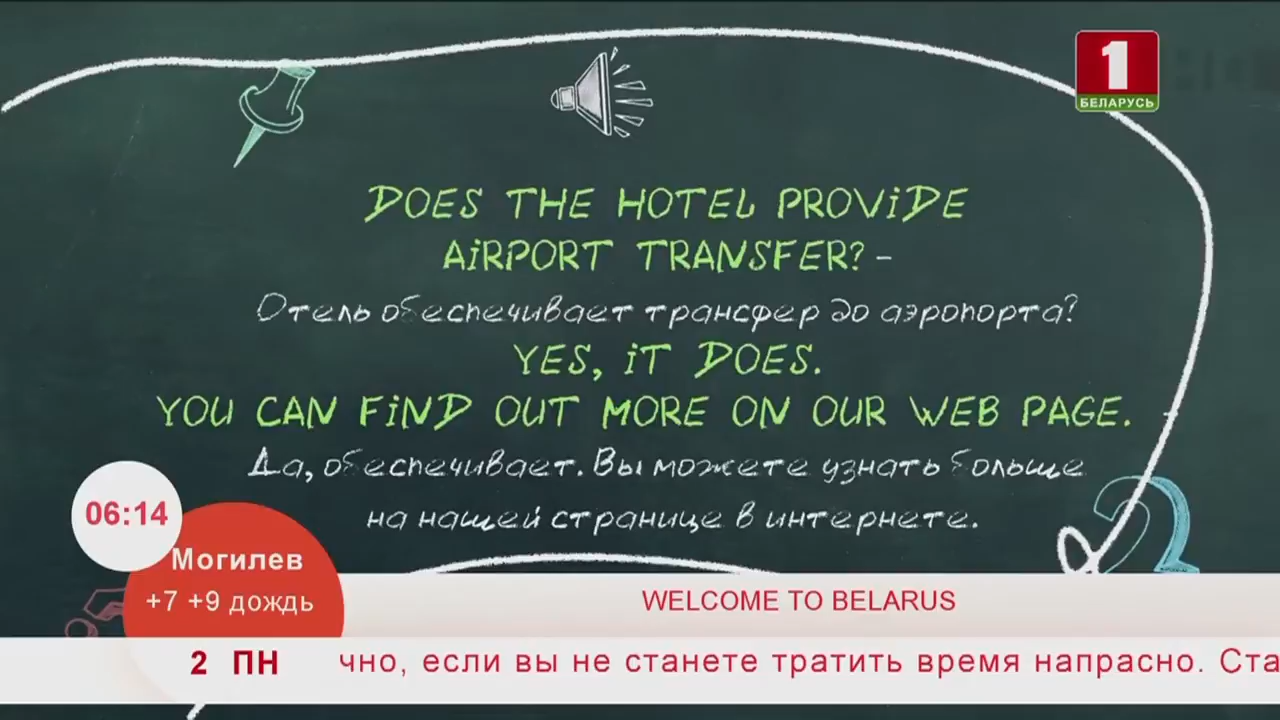 1
БЕЛАРУСЬ
DOES THE HOTEL PROViDE
AiRPORT TRANSFER? –
Отель обеспечивает трансфер до аэропорта?
YES, iT DOES.
YOU CAN FiND OUT MORE ON OUR WEB PAGE. –
Да, обеспечивает. Вы можете узнать больше
на нашей странице в интернете.
06:14
Могилев
+7 +9 дождь
WELCOME TO BELARUS
2 ПН
чно, если вы не станете тратить время напрасно. Ста